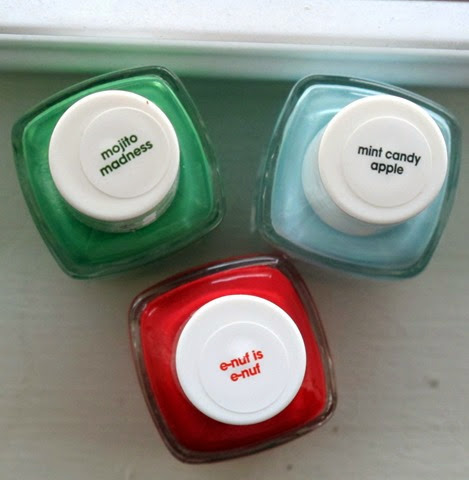 mojito
madness
mint candy
apple
e-nuf is
e-nuf